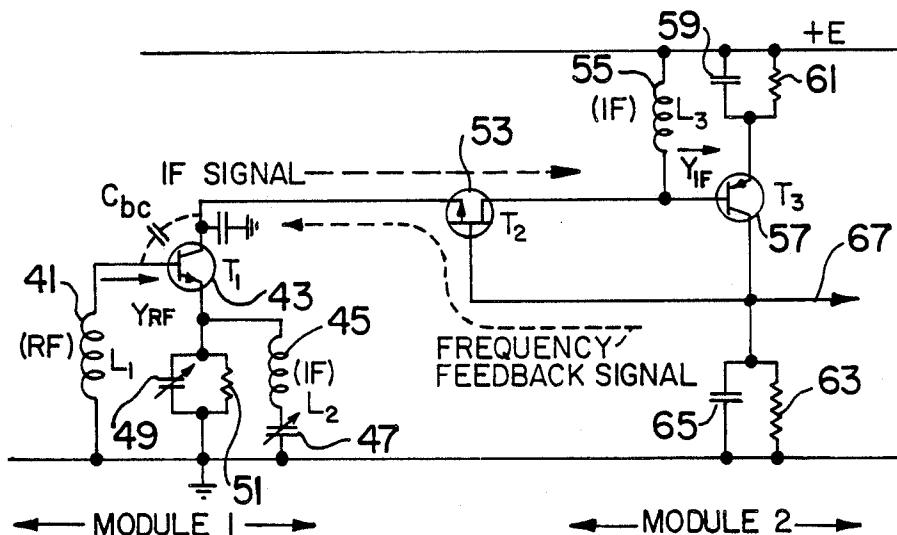 59
+E
55
(IF)
L3
61
53
YIF
IF SIGNAL
Cbc
T2
T3
57
41
T1
43
67
(RF)
YRF
45
L1
(IF)
L2
FREQUENCY
FEEDBACK SIGNAL
49
51
47
65
63
MODULE 1
MODULE 2